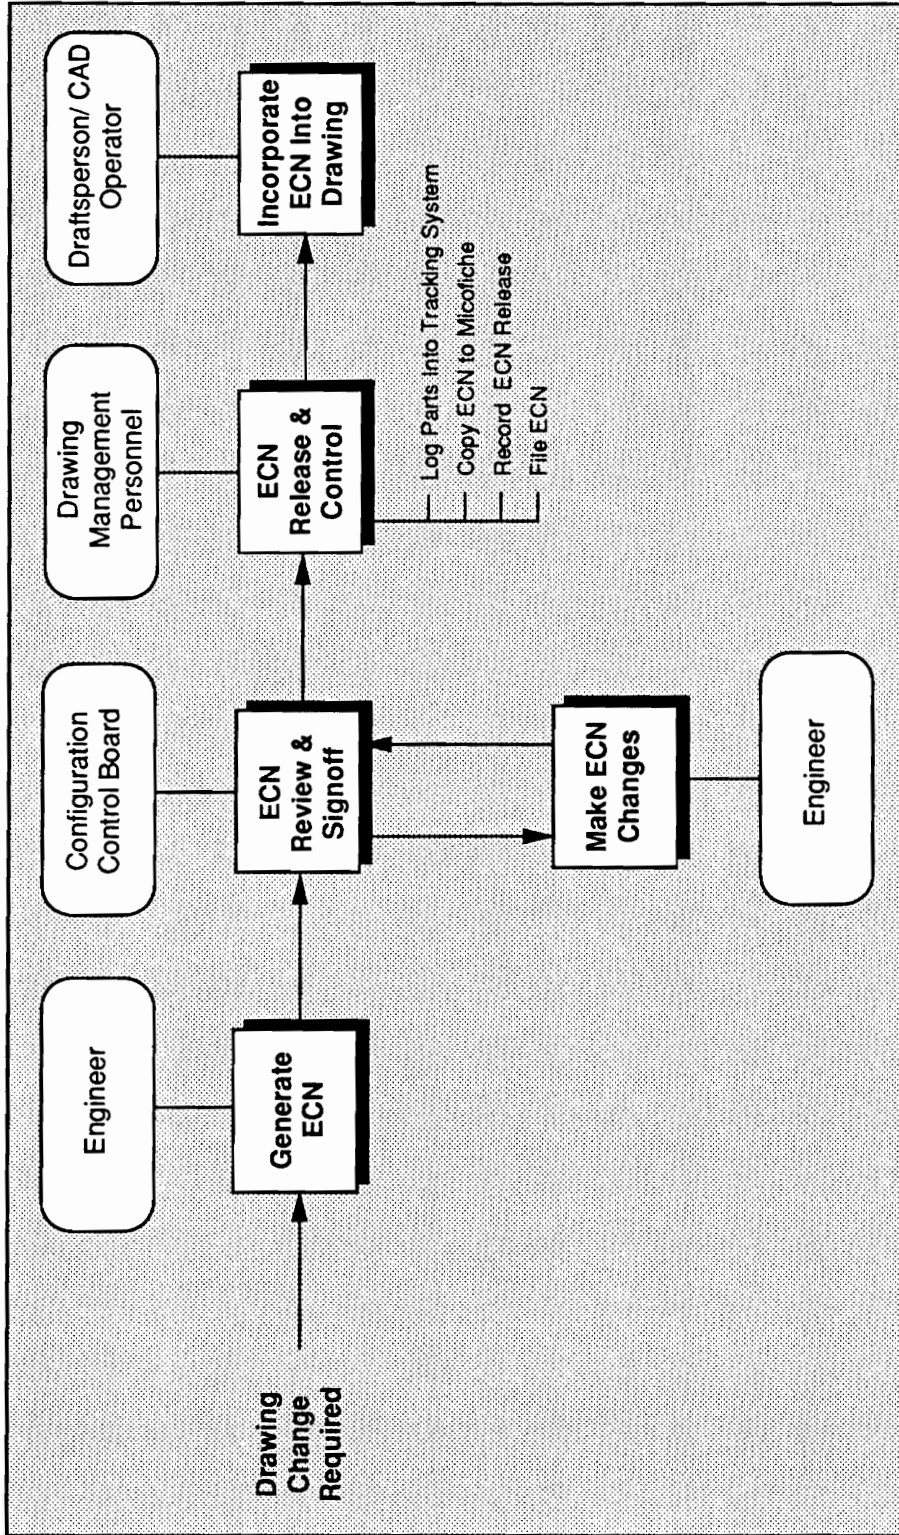 Engineer
Configuration
Control Board
Drawing
Management
Personnel
Draftsperson/ CAD
Operator
Drawing
Change
Required
Generate
ECN
ECN
Review &
Signoff
ECN
Release &
Control
Incorporate
ECN Into
Drawing
Log Parts Into Tracking System
Copy ECN to Micofiche
Record ECN Release
File ECN
Make ECN
Changes
Engineer